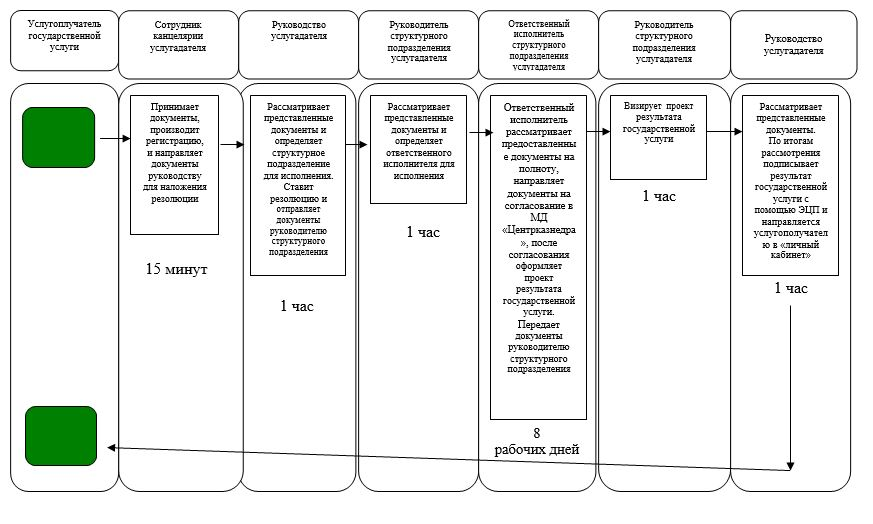 Услугоплучатель
государственной
услуги
Сотрудник
канцелярии
услугадателя
Руководство
услугадателя
Руководитель
структурного
подразделения
услугадателя
Ответственный
исполнитель
структурного
подразделения
услугадателя
Руководитель
структурного
подразделения
услугадателя
Руководство
услугадателя
Принимает
документы,
производит
регистрацию,
и направляет
документы
руководству
для наложения
резолюции
15 минут
Рассматривает
представленные
документы и
определяет
структурное
подразделение
для исполнения.
Ставит
резолюцию и
отправляет
документы
руководителю
структурного
подразделения
1 час
Рассматривает
представленные
документы и
определяет
ответственного
исполнителя для
исполнения
1 час
Ответственный
исполнитель
рассматривает
предоставленны
е документы на
полноту,
направляет
документы на
согласование в
МД
«Центрказнедра
», после
согласования
оформляет
проект
результата
государственной
услуги.
Передает
документы
руководителю
структурного
подразделения
8
рабочих дней
Визирует проект
результата
государственной
услуги
1 час
Рассматривает
представленные
документы.
По итогам
рассмотрения
подписывает
результат
государственной
услуги с
помощью ЭЦП и
направляется
услугополучател
ю в «личный
кабинет»
1 час